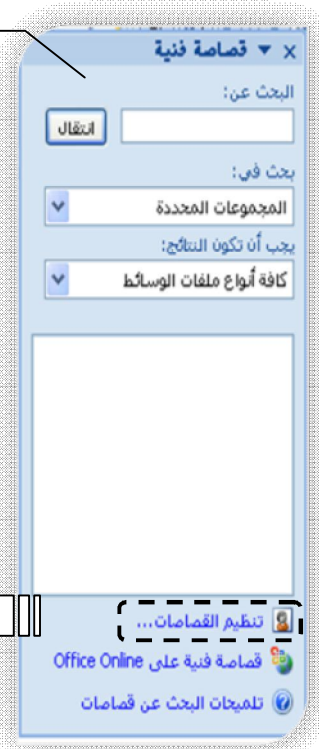 قصاصة فنية
البحث عن:
انتقال
بحث في:
المجموعات المحددة
يجب أن تكون النتائج:
كافة أنواع ملفات الوسائط
تنظيم القصاصات...
قصاصة فنية على Office Online
تلميحات البحث عن قصاصات